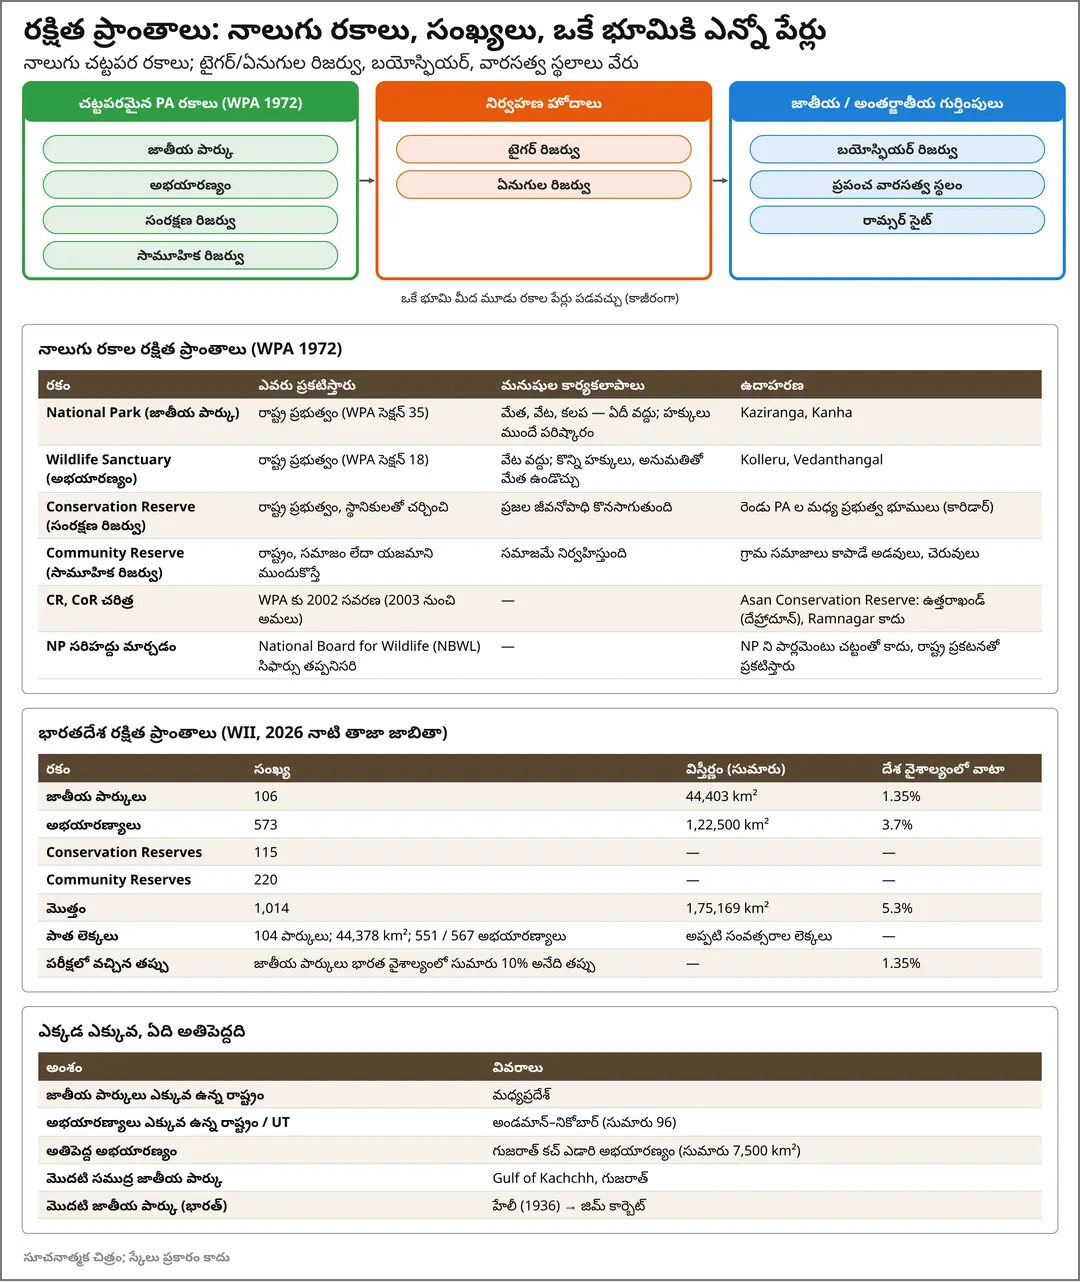 రక్షిత ప్రాంతాలు: నాలుగు రకాలు, సంఖ్యలు, ఒకే భూమికి ఎన్నో పేర్లు
నాలుగు చట్టపర రకాలు; టైగర్/ఏనుగుల రిజర్వు, బయోస్ఫియర్, వారసత్వ స్థలాలు వేరు
చట్టపరమైన PA రకాలు (WPA 1972)
జాతీయ పార్కు
అభయారణ్యం
సంరక్షణ రిజర్వు
సామూహిక రిజర్వు
నిర్వహణ హోదాలు
టైగర్ రిజర్వు
ఏనుగుల రిజర్వు
జాతీయ / అంతర్జాతీయ గుర్తింపులు
బయోస్ఫియర్ రిజర్వు
ప్రపంచ వారసత్వ స్థలం
రామ్సర్ సైట్
ఒకే భూమి మీద మూడు రకాల పేర్లు పడవచ్చు (కాజీరంగా)
నాలుగు రకాల రక్షిత ప్రాంతాలు (WPA 1972)
రకం ఎవరు ప్రకటిస్తారు మనుషుల కార్యకలాపాలు ఉదాహరణ
National Park (జాతీయ పార్కు) రాష్ట్ర ప్రభుత్వం (WPA సెక్షన్ 35) మేత, వేట, కలప — ఏదీ వద్దు; హక్కులు Kaziranga, Kanha
ముందే పరిష్కారం
Wildlife Sanctuary రాష్ట్ర ప్రభుత్వం (WPA సెక్షన్ 18) వేట వద్దు; కొన్ని హక్కులు, అనుమతితో Kolleru, Vedanthangal
(అభయారణ్యం) మేత ఉండొచ్చు
Conservation Reserve రాష్ట్ర ప్రభుత్వం, స్థానికులతో చర్చించి ప్రజల జీవనోపాధి కొనసాగుతుంది రెండు PA ల మధ్య ప్రభుత్వ భూములు (కారిడార్)
(సంరక్షణ రిజర్వు)
Community Reserve రాష్ట్రం, సమాజం లేదా యజమాని సమాజమే నిర్వహిస్తుంది గ్రామ సమాజాలు కాపాడే అడవులు, చెరువులు
(సామూహిక రిజర్వు) ముందుకొస్తే
CR, CoR చరిత్ర WPA కు 2002 సవరణ (2003 నుంచి — Asan Conservation Reserve: ఉత్తరాఖండ్
అమలు) (దేహ్రాదూన్), Ramnagar కాదు
NP సరిహద్దు మార్చడం National Board for Wildlife (NBWL) — NP ని పార్లమెంటు చట్టంతో కాదు, రాష్ట్ర ప్రకటనతో
సిఫార్సు తప్పనిసరి ప్రకటిస్తారు
భారతదేశ రక్షిత ప్రాంతాలు (WII, 2026 నాటి తాజా జాబితా)
రకం సంఖ్య విస్తీర్ణం (సుమారు) దేశ వైశాల్యంలో వాటా
జాతీయ పార్కులు 106 44,403 km² 1.35%
అభయారణ్యాలు 573 1,22,500 km² 3.7%
Conservation Reserves 115 — —
Community Reserves 220 — —
మొత్తం 1,014 1,75,169 km² 5.3%
పాత లెక్కలు 104 పార్కులు; 44,378 km²; 551 / 567 అభయారణ్యాలు అప్పటి సంవత్సరాల లెక్కలు —
పరీక్షలో వచ్చిన తప్పు జాతీయ పార్కులు భారత వైశాల్యంలో సుమారు 10% అనేది తప్పు — 1.35%
ఎక్కడ ఎక్కువ, ఏది అతిపెద్దది
అంశం వివరాలు
జాతీయ పార్కులు ఎక్కువ ఉన్న రాష్ట్రం మధ్యప్రదేశ్
అభయారణ్యాలు ఎక్కువ ఉన్న రాష్ట్రం / UT అండమాన్–నికోబార్ (సుమారు 96)
అతిపెద్ద అభయారణ్యం గుజరాత్ కచ్ ఎడారి అభయారణ్యం (సుమారు 7,500 km²)
మొదటి సముద్ర జాతీయ పార్కు Gulf of Kachchh, గుజరాత్
మొదటి జాతీయ పార్కు (భారత్) హేలీ (1936) → జిమ్ కార్బెట్
సూచనాత్మక చిత్రం; స్కేలు ప్రకారం కాదు